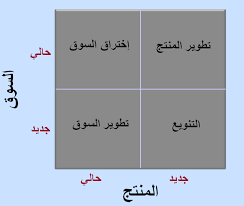 السوق
حالي
إختراق السوق
تطوير المنتج
جديد
تطوير السوق
التنويع
حالي
جديد
المنتج